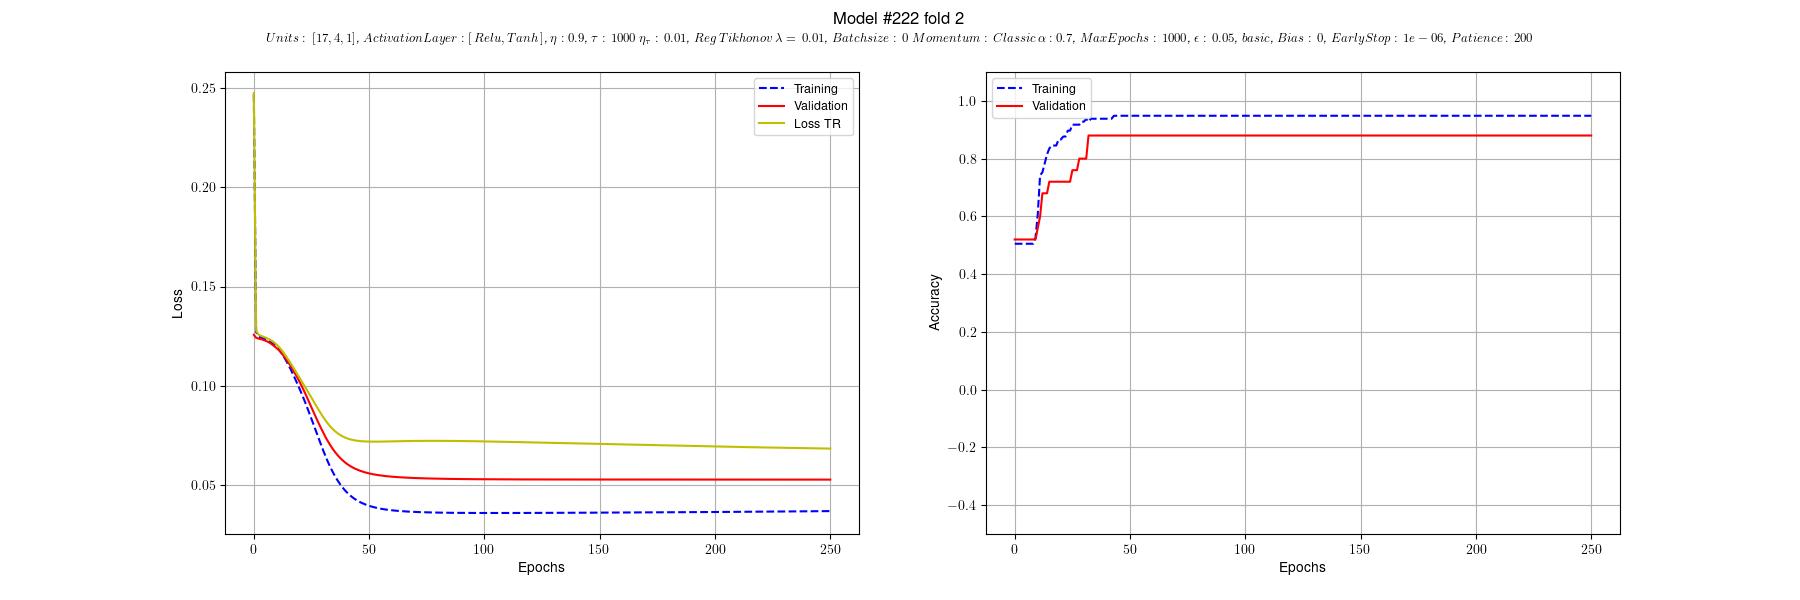 Model #222 fold 2
Units : [17, 4, 1], ActivationLayer : [ Relu, Tanh], η : 0.9, τ : 1000 η_τ : 0.01, Reg Tikhonov λ = 0.01, Batchsize : 0 Momentum : Classic α : 0.7, MaxEpochs : 1000, ϵ : 0.05, basic, Bias : 0, EarlyStop : 1e − 06, Patience : 200
0.25
0.20
0.15
0.10
0.05
Loss
0 50 100 150 200 250
Epochs
Training
Validation
Loss TR
1.0
0.8
0.6
0.4
0.2
0.0
−0.2
−0.4
Accuracy
0 50 100 150 200 250
Epochs
Training
Validation